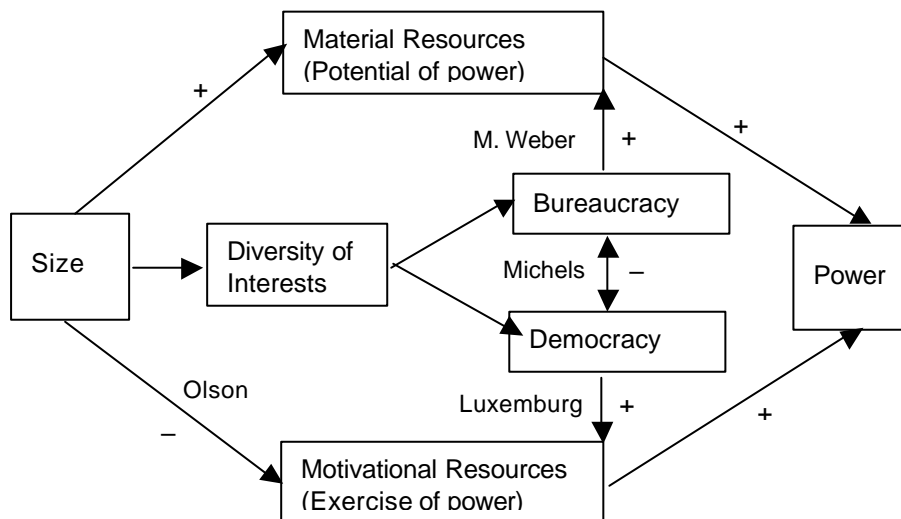 Material Resources
(Potential of power)
+
+
M. Weber +
Bureaucracy
Size
Diversity of
Interests
Michels –
Power
Democracy
Olson
Luxemburg +
–
+
Motivational Resources
(Exercise of power)